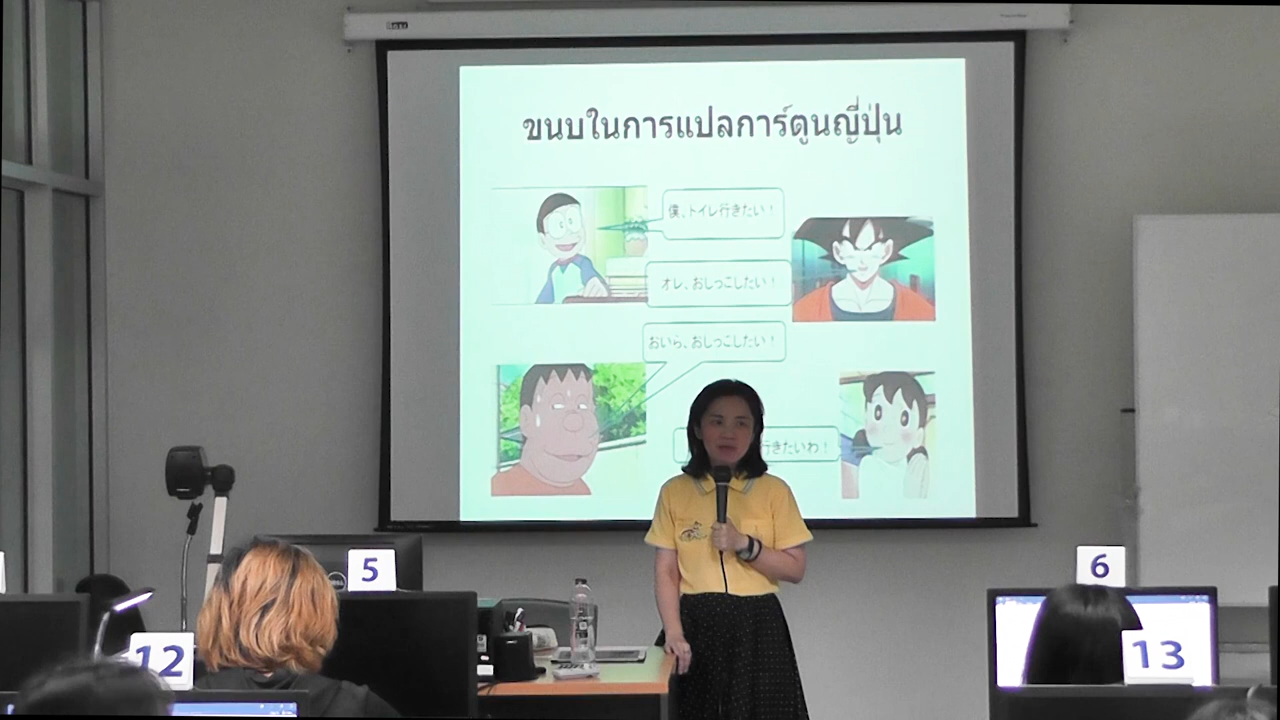 ขนบในการแปลการ์ตูนญี่ปุ่น
僕、トイレ行きたい！
オレ、おしっこしたい！
おいら、おしっこしたい！
行きたいわ！
5
6
12
13
DELL